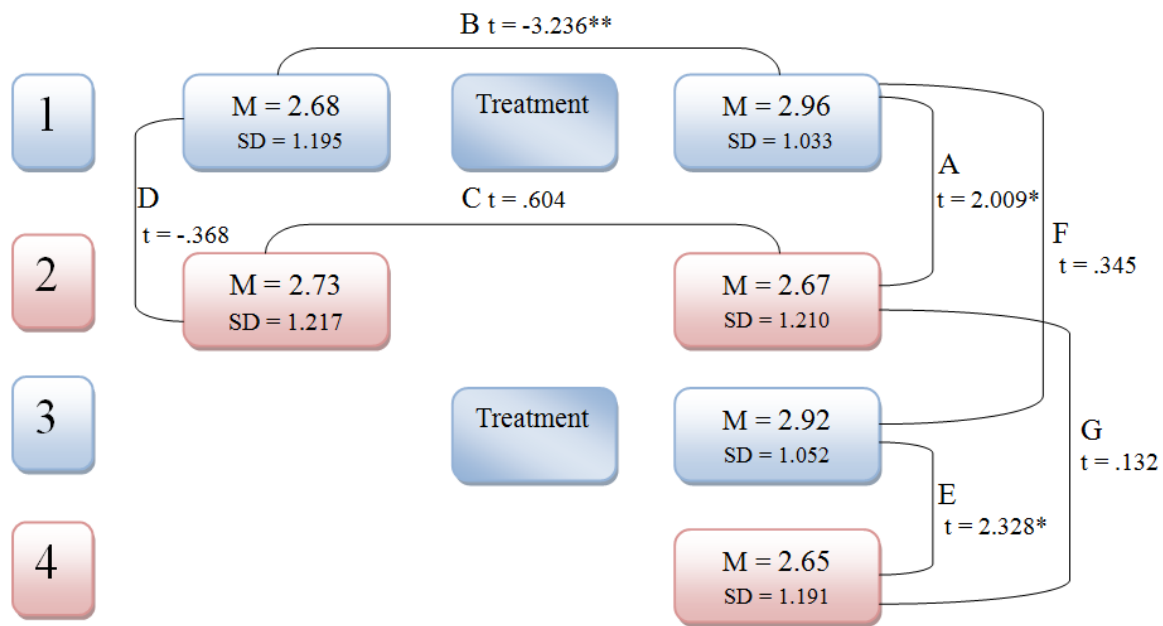 B t = -3.236**
1
M = 2.68
SD = 1.195
Treatment
M = 2.96
SD = 1.033
A
t = 2.009*
D
t = -.368
C t = .604
F
t = .345
2
M = 2.73
SD = 1.217
M = 2.67
SD = 1.210
3
Treatment
M = 2.92
SD = 1.052
G
t = .132
E
t = 2.328*
4
M = 2.65
SD = 1.191